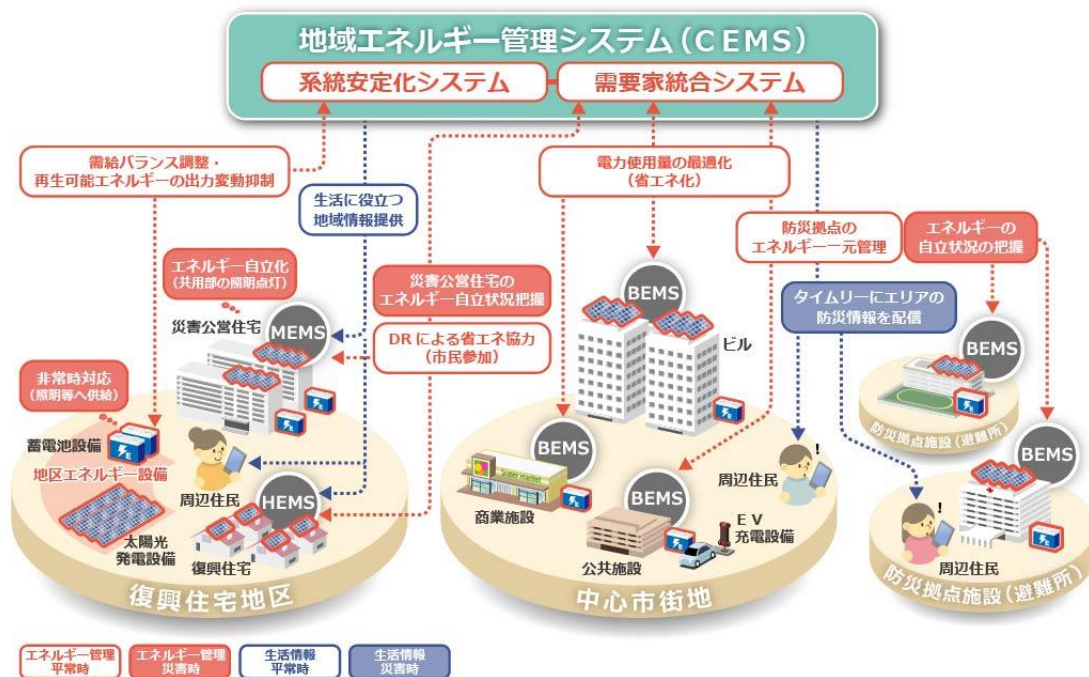 地域エネルギー管理システム(CEMS)
系統安定化システム
需要家統合システム
需給バランス調整・
再生可能エネルギーの出力変動抑制
生活に役立つ
地域情報提供
電力使用量の最適化
(省エネ化)
防災拠点の
エネルギー一元管理
エネルギーの
自立状況の把握
エネルギー自立化
(共用部の照明点灯)
災害公営住宅の
エネルギー自立状況把握
タイムリーにエリアの
防災情報を配信
災害公営住宅
MEMS
DRによる省エネ協力
(市民参加)
BEMS
ビル
BEMS
非常時対応
(照明等へ供給)
蓄電池設備
地区エネルギー設備
周辺住民
HEMS
太陽光
発電設備
復興住宅
復興住宅地区
BEMS
商業施設
BEMS
公共施設
EV
充電設備
周辺住民
!
中心市街地
防災拠点施設(避難所)
BEMS
!
周辺住民
防災拠点施設(避難所)
エネルギー管理
平常時
エネルギー管理
災害時
生活情報
平常時
生活情報
災害時